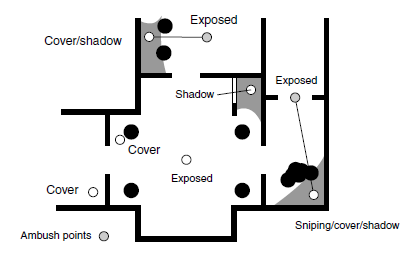 Exposed
Cover/shadow
Exposed
Shadow
Cover
Exposed
Cover
Sniping/cover/shadow
Ambush points